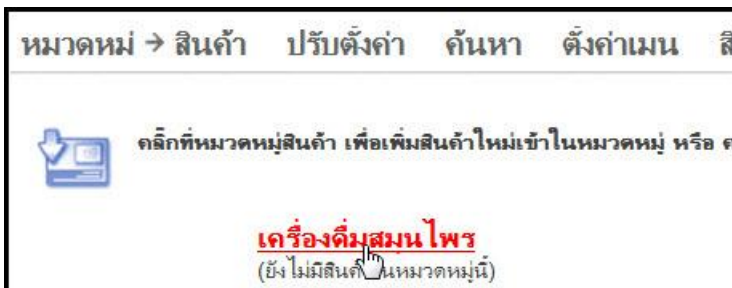 หมวดหมู่ → สินค้า ปรับตั้งค่า ค้นหา ตั้งค่าเมนู
คลิ๊กที่หมวดหมู่สินค้า เพื่อเพิ่มสินค้าใหม่เข้าในหมวดหมู่ หรือ
เครื่องดื่มสมุนไพร
(ยังไม่มีสินค้าในหมวดหมู่นี้)